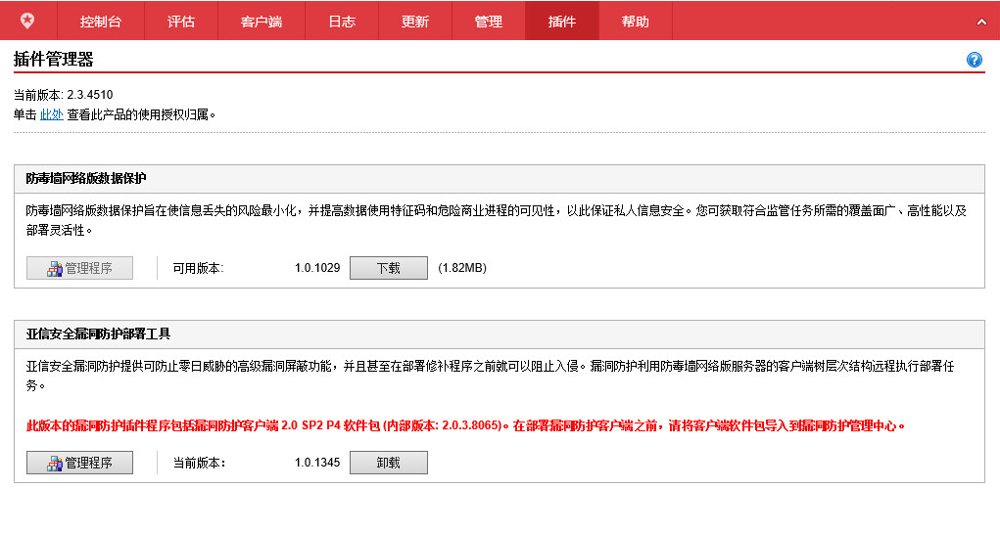 控制台 评估 客户端 日志 更新 管理 插件 帮助
插件管理器
当前版本: 2.3.4510
单击 此处 查看此产品的使用授权归属。
防毒墙网络版数据保护
防毒墙网络版数据保护旨在使信息丢失的风险最小化，并提高数据使用特征码和危险商业进程的可见性，以此保证私人信息安全。您可获取符合监管任务所需的覆盖面广、高性能以及
部署灵活性。
管理程序 可用版本: 1.0.1029 下载 (1.82MB)
亚信安全漏洞防护部署工具
亚信安全漏洞防护提供可防止零日威胁的高级漏洞屏蔽功能，并且甚至在部署修补程序之前就可以阻止入侵。漏洞防护利用防毒墙网络版服务器的客户端树层次结构远程执行部署任
务。
此版本的漏洞防护插件程序包括漏洞防护客户端 2.0 SP2 P4 软件包 (内部版本: 2.0.3.8065)。在部署漏洞防护客户端之前，请将客户端软件包导入到漏洞防护管理中心。
管理程序 当前版本: 1.0.1345 卸载